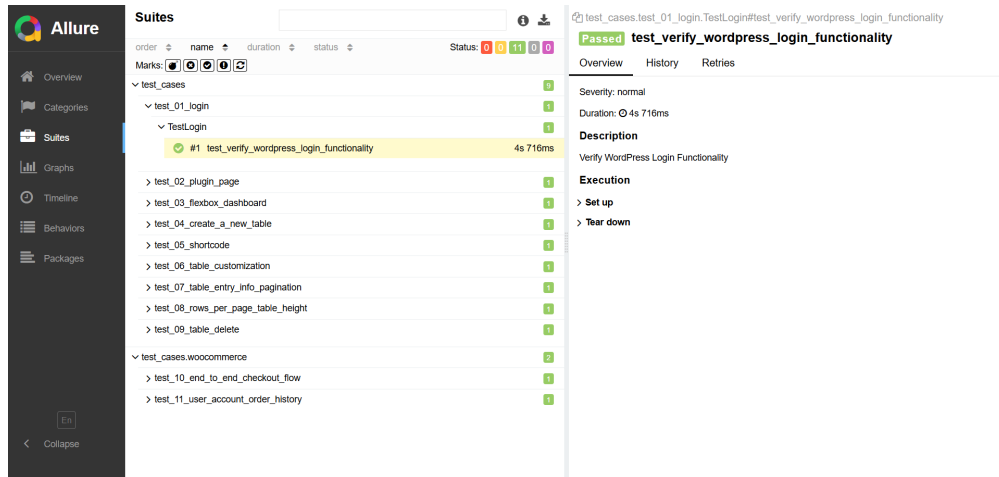 Allure
Overview
Categories
Suites
Graphs
Timeline
Behaviors
Packages
En
Collapse
Suites
order name duration status Status: 0 0 11 0 0
Marks:
test_cases 9
test_01_login 1
TestLogin 1
#1 test_verify_wordpress_login_functionality 4s 716ms
test_02_plugin_page 1
test_03_flexbox_dashboard 1
test_04_create_a_new_table 1
test_05_shortcode 1
test_06_table_customization 1
test_07_table_entry_info_pagination 1
test_08_rows_per_page_table_height 1
test_09_table_delete 1
test_cases.woocommerce 2
test_10_end_to_end_checkout_flow 1
test_11_user_account_order_history 1
test_cases.test_01_login.TestLogin#test_verify_wordpress_login_functionality
Passed test_verify_wordpress_login_functionality
Overview History Retries
Severity: normal
Duration: 4s 716ms
Description
Verify WordPress Login Functionality
Execution
Set up
Tear down